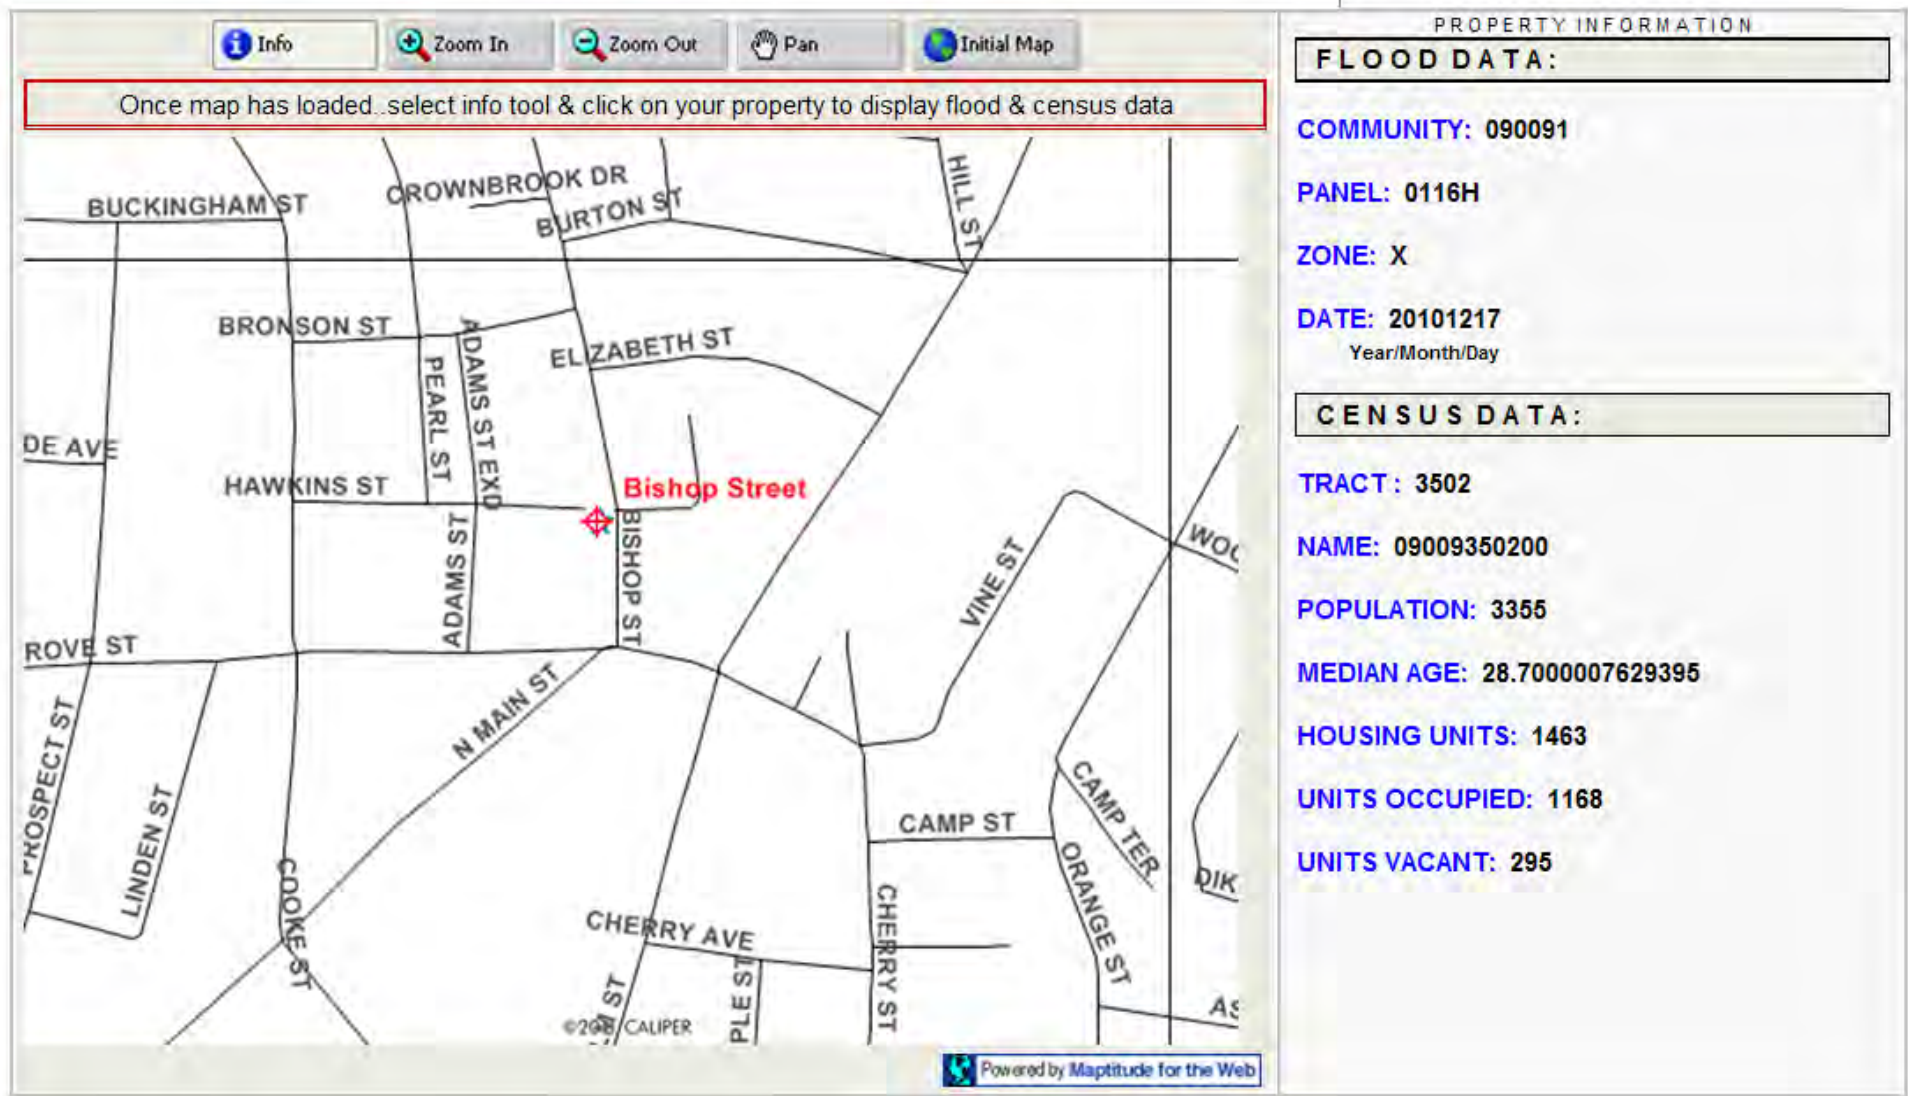 Info
Zoom In
Zoom Out
Pan
Initial Map
Once map has loaded..select info tool & click on your property to display flood & census data
BUCKINGHAM ST
CROWNBROOK DR
BURTON ST
HILL ST
BRONSON ST
ADAMS ST EXD
PEARL ST
ELIZABETH ST
DE AVE
HAWKINS ST
Bishop Street
BISHOP ST
ADAMS ST
VINE ST
WOO
ROVE ST
N MAIN ST
PROSPECT ST
LINDEN ST
COOKE ST
CAMP ST
CAMP TER
ORANGE ST
DIK
CHERRY AVE
CHERRY ST
PLE ST
M ST
AS
CALIPER
Powered by Maptitude for the Web
PROPERTY INFORMATION
FLOOD DATA:
COMMUNITY: 090091
PANEL: 0116H
ZONE: X
DATE: 20101217
Year/Month/Day
CENSUS DATA:
TRACT : 3502
NAME: 09009350200
POPULATION: 3355
MEDIAN AGE: 28.7000007629395
HOUSING UNITS: 1463
UNITS OCCUPIED: 1168
UNITS VACANT: 295